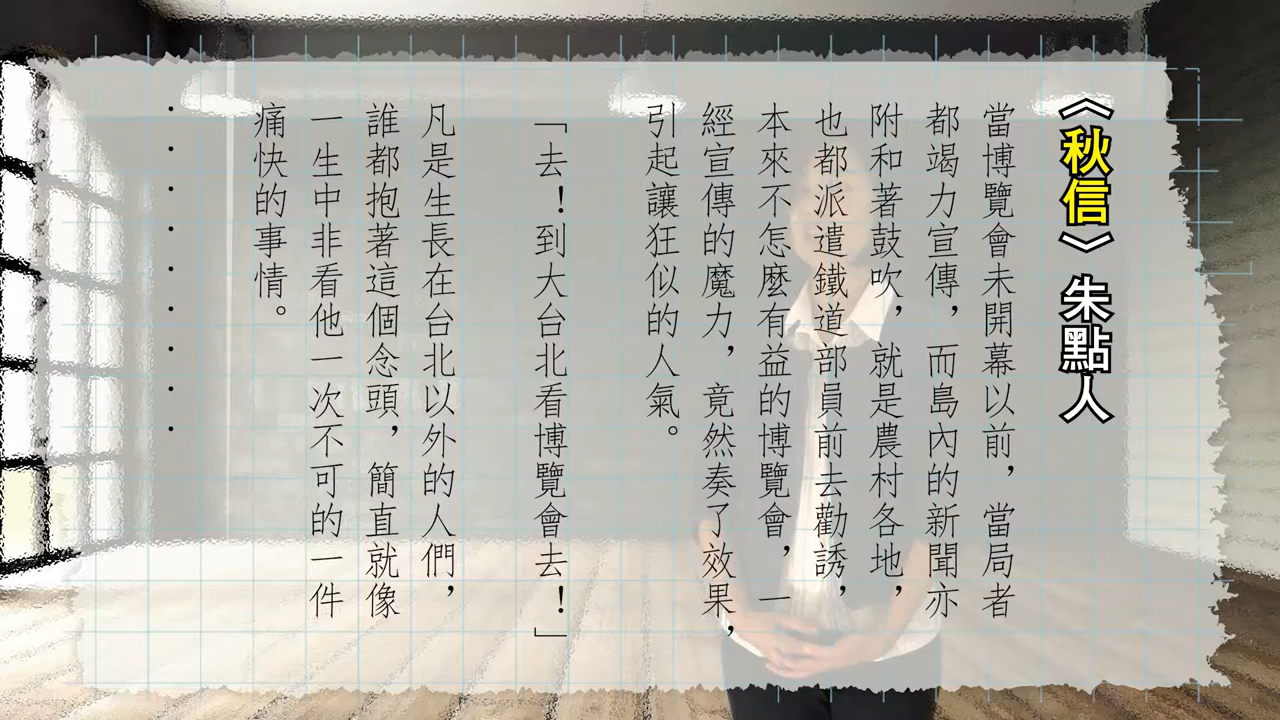 《秋信》朱點人
當博覽會未開幕以前，當局者
都竭力宣傳，而島內的新聞亦
附和著鼓吹，就是農村各地，
也都派遣鐵道部員前去勸誘，
本來不怎麼有益的博覽會，一
經宣傳的魔力，竟然奏了效果，
引起讓狂似的人氣。
「去！到大台北看博覽會去！」
凡是生長在台北以外的人們，
誰都抱著這個念頭，簡直就像
一生中非看他一次不可的一件
痛快的事情。
．．．．．．．．．